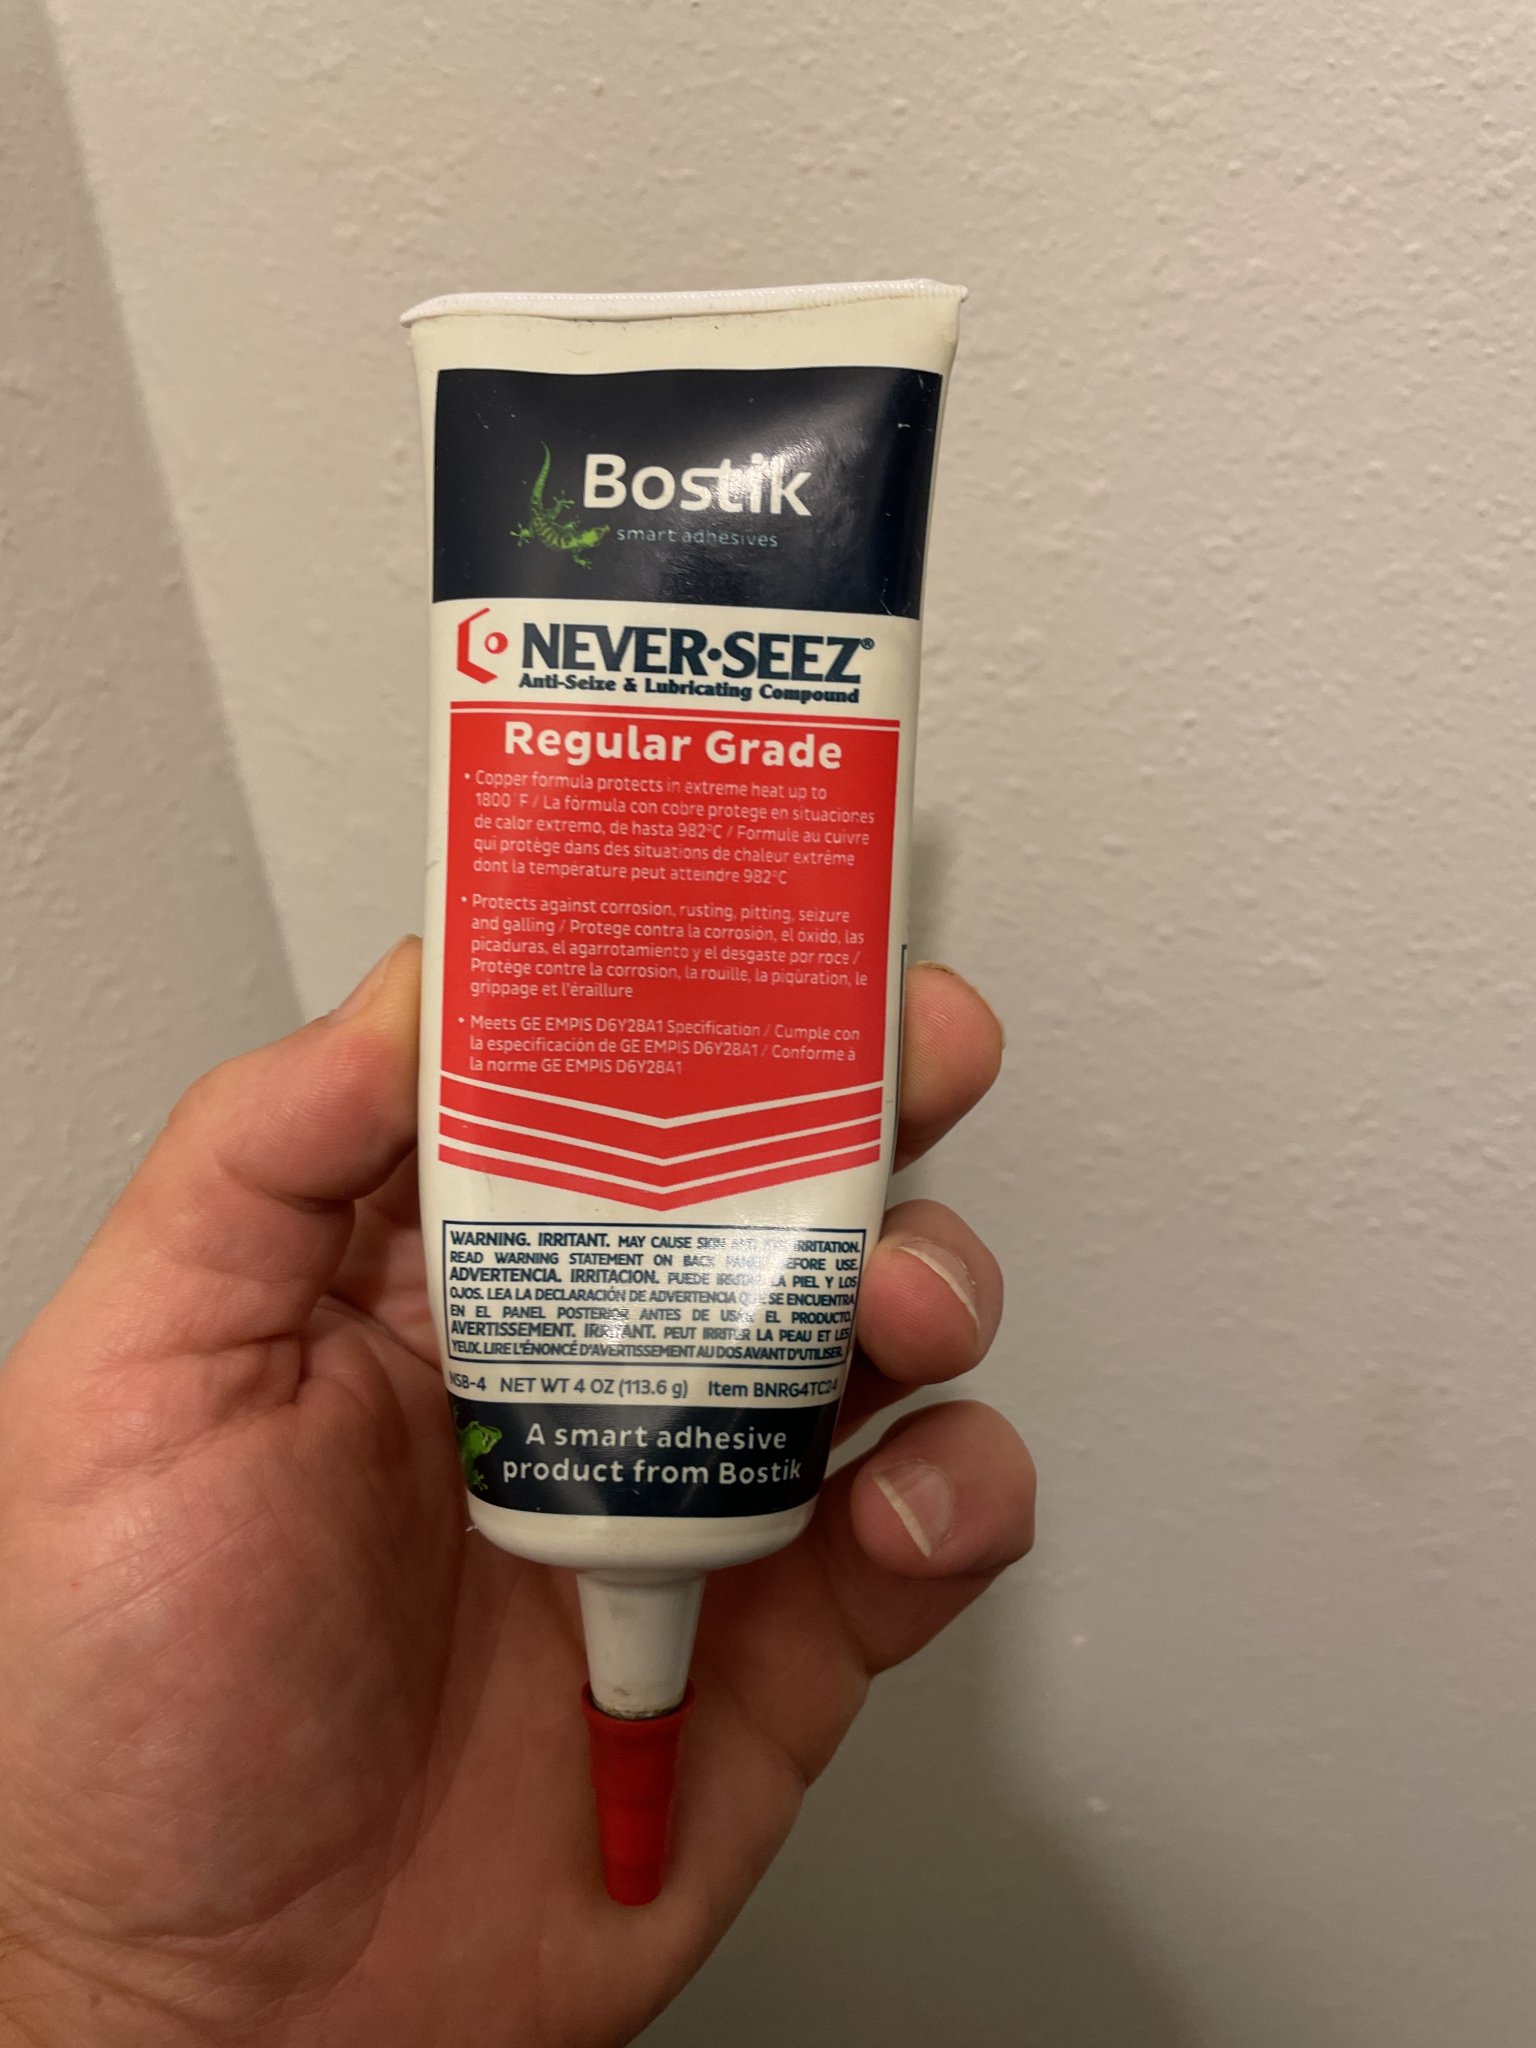 Bostik
smart adhesives
NEVER·SEEZ®
Anti-Seize & Lubricating Compound
Regular Grade
• Copper formula protects in extreme heat up to
1800°F / La fórmula con cobre protege en situaciones
de calor extremo, de hasta 982°C / Formule au cuivre
qui protège dans des situations de chaleur extrême
dont la température peut atteindre 982°C
• Protects against corrosion, rusting, pitting, seizure
and galling / Protege contra la corrosión, el óxido, las
picaduras, el agarrotamiento y el desgaste por roce /
Protège contre la corrosion, la rouille, la piqûration, le
grippage et l'éraillure
• Meets GE EMPIS D6Y28A1 Specification / Cumple con
la especificación de GE EMPIS D6Y28A1 / Conforme à
la norme GE EMPIS D6Y28A1
WARNING. IRRITANT. MAY CAUSE SKIN AND EYE IRRITATION.
READ WARNING STATEMENT ON BACK PANEL BEFORE USE.
ADVERTENCIA. IRRITACION. PUEDE IRRITAR LA PIEL Y LOS
OJOS. LEA LA DECLARACIÓN DE ADVERTENCIA QUE SE ENCUENTRA
EN EL PANEL POSTERIOR ANTES DE USAR EL PRODUCTO.
AVERTISSEMENT. IRRITANT. PEUT IRRITER LA PEAU ET LES
YEUX. LIRE L'ÉNONCÉ D'AVERTISSEMENT AU DOS AVANT D'UTILISER.
NSB-4 NET WT 4 OZ (113.6 g) Item BNRG4TC24
A smart adhesive
product from Bostik